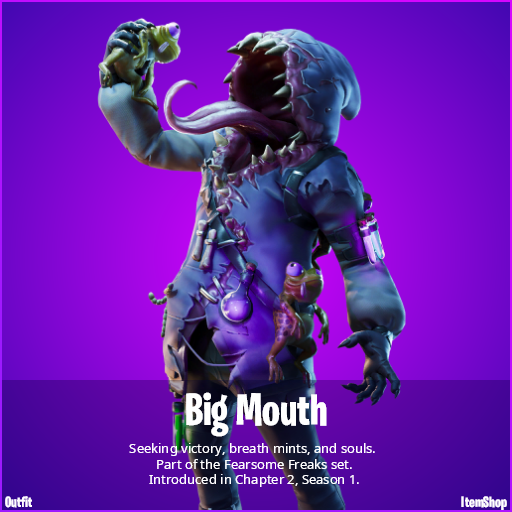 Big Mouth
Seeking victory, breath mints, and souls.
Part of the Fearsome Freaks set.
Introduced in Chapter 2, Season 1.
Outfit
ItemShop